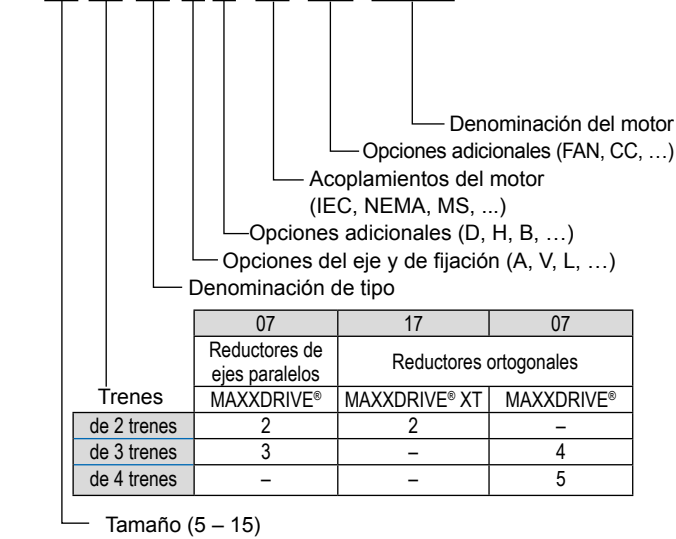 Denominación del motor
Opciones adicionales (FAN, CC, …)
Acoplamientos del motor
(IEC, NEMA, MS, ...)
Opciones adicionales (D, H, B, …)
Opciones del eje y de fijación (A, V, L, …)
Denominación de tipo
07 17 07
Reductores de
ejes paralelos
Reductores ortogonales
Trenes MAXXDRIVE® MAXXDRIVE® XT MAXXDRIVE®
de 2 trenes 2 2 –
de 3 trenes 3 – 4
de 4 trenes – – 5
Tamaño (5 – 15)